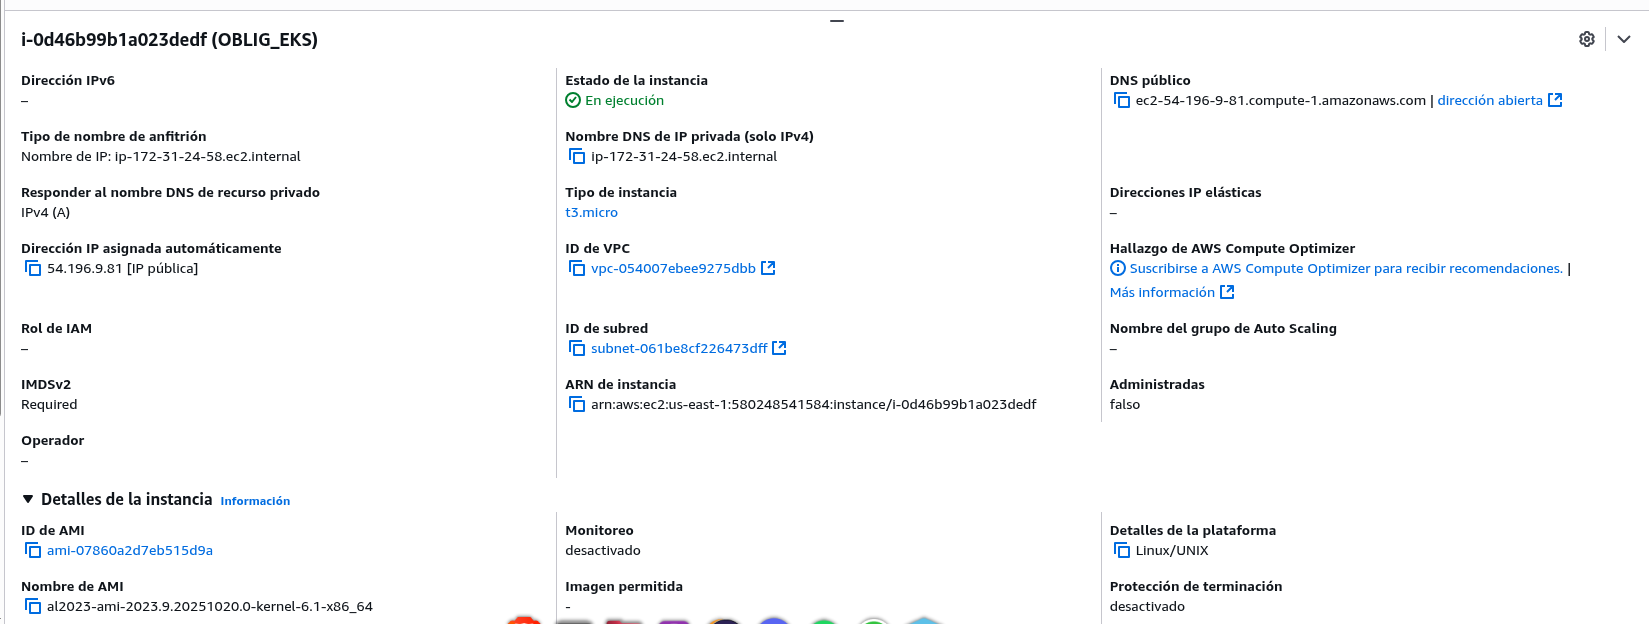 i-0d46b99b1a023dedf (OBLIG_EKS)
Dirección IPv6
–
Estado de la instancia
En ejecución
DNS público
ec2-54-196-9-81.compute-1.amazonaws.com | dirección abierta
Tipo de nombre de anfitrión
Nombre de IP: ip-172-31-24-58.ec2.internal
Nombre DNS de IP privada (solo IPv4)
ip-172-31-24-58.ec2.internal
Responder al nombre DNS de recurso privado
IPv4 (A)
Tipo de instancia
t3.micro
Direcciones IP elásticas
–
Dirección IP asignada automáticamente
54.196.9.81 [IP pública]
ID de VPC
vpc-054007ebee9275dbb
Hallazgo de AWS Compute Optimizer
Suscribirse a AWS Compute Optimizer para recibir recomendaciones. |
Más información
Rol de IAM
–
ID de subred
subnet-061be8cf226473dff
Nombre del grupo de Auto Scaling
–
IMDSv2
Required
ARN de instancia
arn:aws:ec2:us-east-1:580248541584:instance/i-0d46b99b1a023dedf
Administradas
falso
Operador
–
Detalles de la instancia Información
ID de AMI
ami-07860a2d7eb515d9a
Monitoreo
desactivado
Detalles de la plataforma
Linux/UNIX
Nombre de AMI
al2023-ami-2023.9.20251020.0-kernel-6.1-x86_64
Imagen permitida
-
Protección de terminación
desactivado